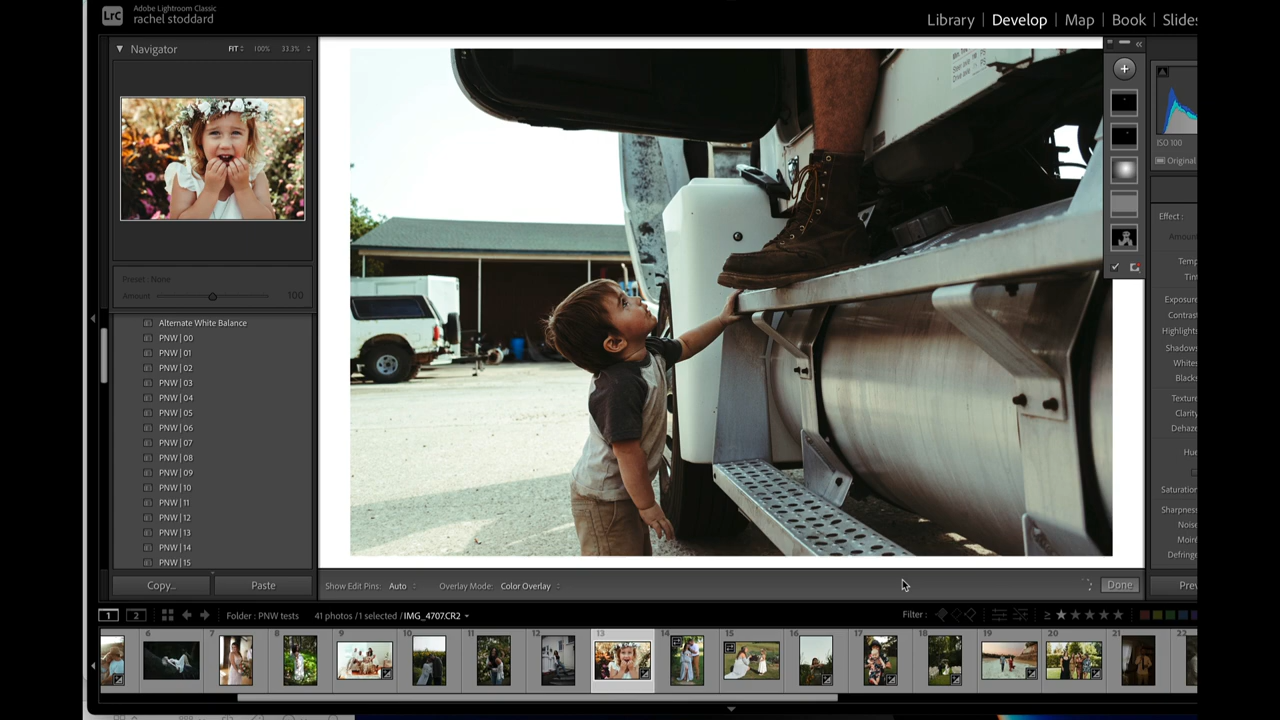 LrC
Adobe Lightroom Classic
rachel stoddard
Library | Develop | Map | Book | Slides
Navigator FIT 100% 33.3%
Preset: None
Amount 100
Alternate White Balance
PNW | 00
PNW | 01
PNW | 02
PNW | 03
PNW | 04
PNW | 05
PNW | 06
PNW | 07
PNW | 08
PNW | 09
PNW | 10
PNW | 11
PNW | 12
PNW | 13
PNW | 14
PNW | 15
Copy... Paste
ISO 100
Original
Effect :
Amount
Temp
Tint
Exposure
Contrast
Highlights
Shadows
Whites
Blacks
Texture
Clarity
Dehaze
Hue
Saturation
Sharpness
Noise
Moiré
Defringe
Show Edit Pins: Auto Overlay Mode: Color Overlay Done Prev
1 2 Folder : PNW tests 41 photos / 1 selected / IMG_4707.CR2 Filter : ≥ ★ ★ ★ ★ ★
6 7 8 9 10 11 12 13 14 15 16 17 18 19 20 21 22